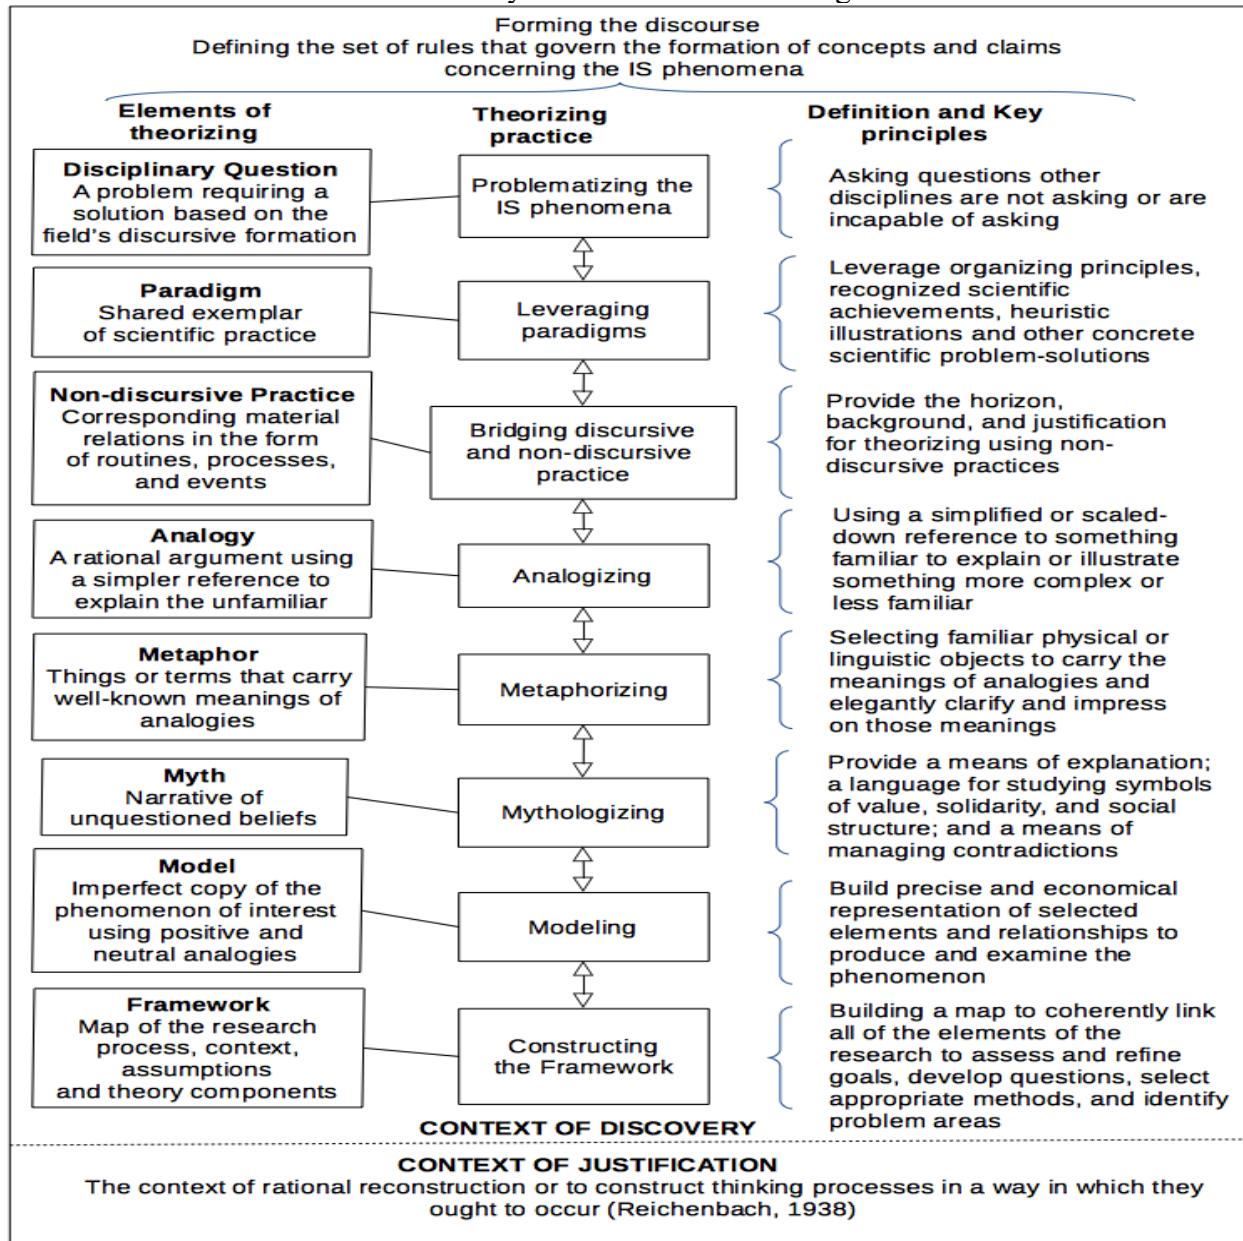 Forming the discourse
Defining the set of rules that govern the formation of concepts and claims
concerning the IS phenomena
Elements of
theorizing
Theorizing
practice
Definition and Key
principles
Disciplinary Question
A problem requiring a
solution based on the
field's discursive formation
Problematizing the
IS phenomena
Asking questions other
disciplines are not asking or are
incapable of asking
Paradigm
Shared exemplar
of scientific practice
Leveraging
paradigms
Leverage organizing principles,
recognized scientific
achievements, heuristic
illustrations and other concrete
scientific problem-solutions
Non-discursive Practice
Corresponding material
relations in the form
of routines, processes,
and events
Bridging discursive
and non-discursive
practice
Provide the horizon,
background, and justification
for theorizing using non-
discursive practices
Analogy
A rational argument using
a simpler reference to
explain the unfamiliar
Analogizing
Using a simplified or scaled-
down reference to something
familiar to explain or illustrate
something more complex or
less familiar
Metaphor
Things or terms that carry
well-known meanings of
analogies
Metaphorizing
Selecting familiar physical or
linguistic objects to carry the
meanings of analogies and
elegantly clarify and impress
on those meanings
Myth
Narrative of
unquestioned beliefs
Mythologizing
Provide a means of explanation;
a language for studying symbols
of value, solidarity, and social
structure; and a means of
managing contradictions
Model
Imperfect copy of the
phenomenon of interest
using positive and
neutral analogies
Modeling
Build precise and economical
representation of selected
elements and relationships to
produce and examine the
phenomenon
Framework
Map of the research
process, context,
assumptions
and theory components
Constructing
the Framework
Building a map to coherently link
all of the elements of the
research to assess and refine
goals, develop questions, select
appropriate methods, and identify
problem areas
CONTEXT OF DISCOVERY
CONTEXT OF JUSTIFICATION
The context of rational reconstruction or to construct thinking processes in a way in which they
ought to occur (Reichenbach, 1938)